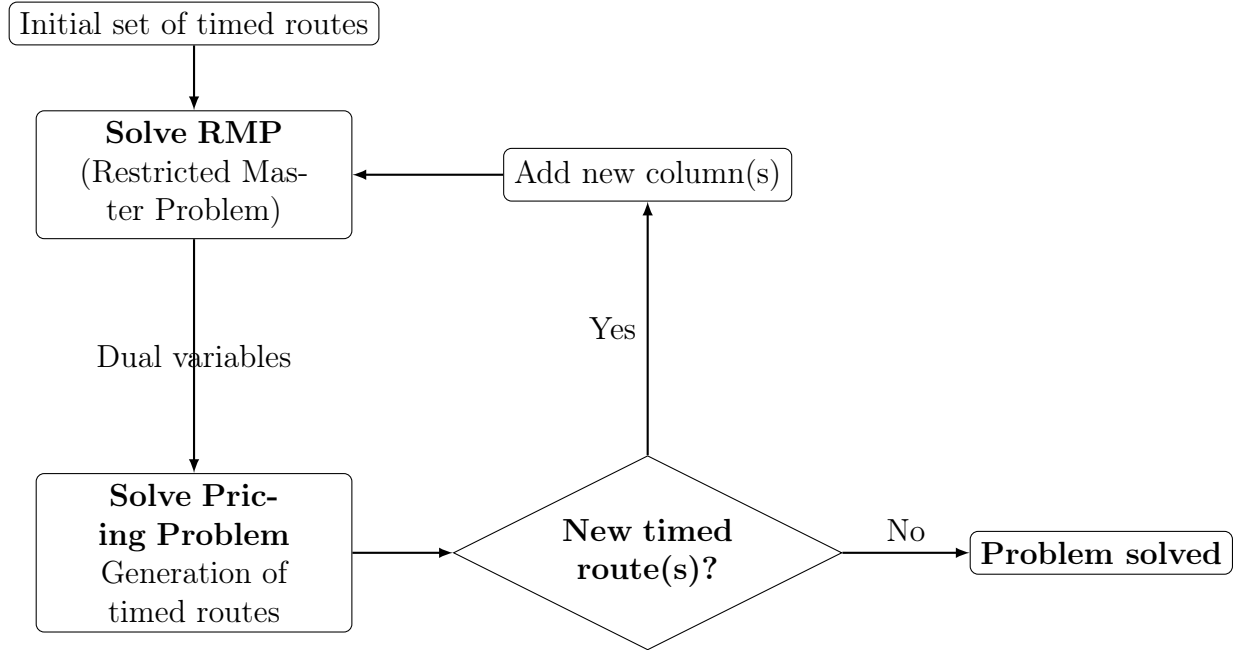 Initial set of timed routes
Solve RMP
(Restricted Mas-
ter Problem)
Add new column(s)
Yes
Dual variables
Solve Pric-
ing Problem
Generation of
timed routes
New timed
route(s)?
No
Problem solved